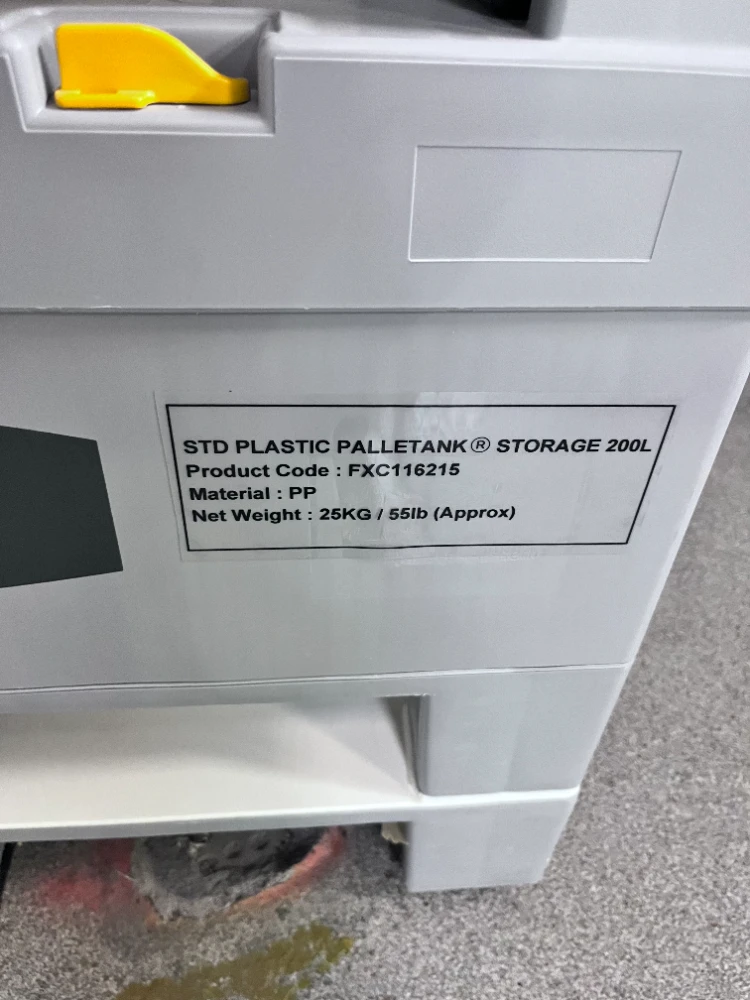 STD PLASTIC PALLETANK® STORAGE 200L
Product Code : FXC116215
Material : PP
Net Weight : 25KG / 55lb (Approx)